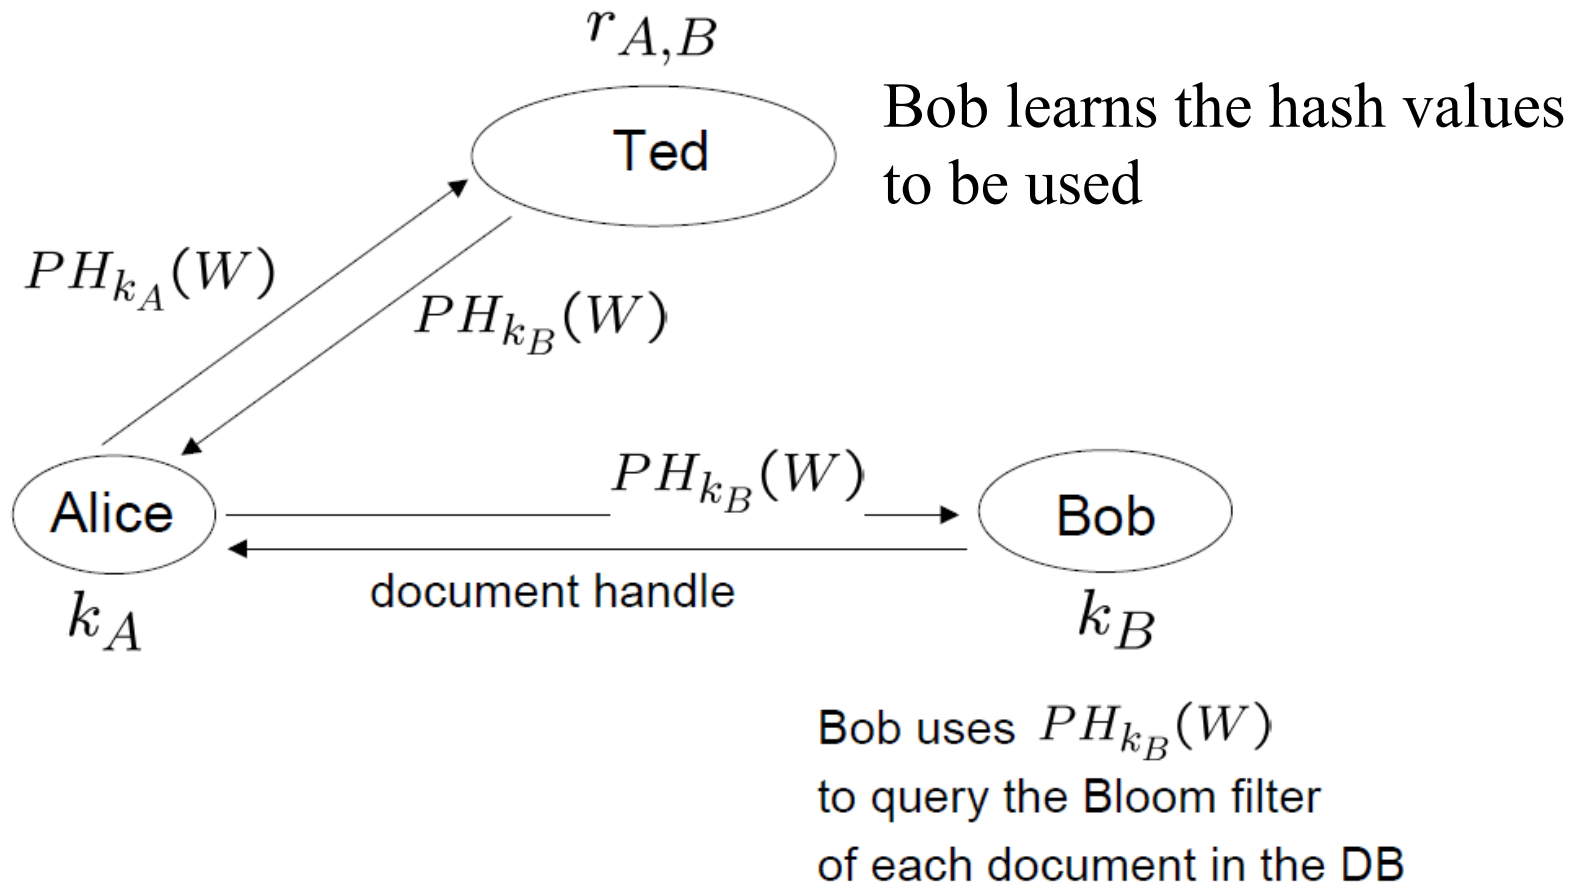 $r_{A,B}$
Ted
Bob learns the hash values
to be used
$PH_{k_A}(W)$
$PH_{k_B}(W)$
Alice
$PH_{k_B}(W)$
Bob
document handle
$k_A$
$k_B$
Bob uses $PH_{k_B}(W)$
to query the Bloom filter
of each document in the DB